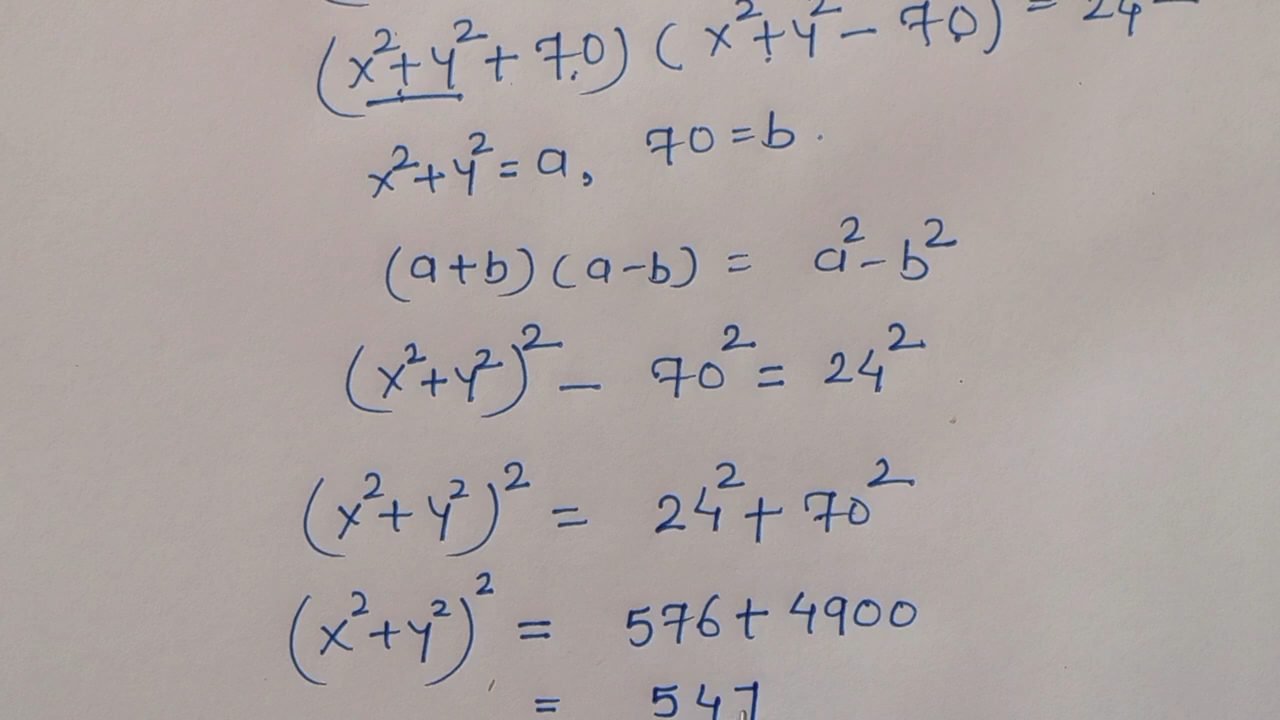 (x²+y²+70)(x²+y²-70) = 24
x²+y²=a, 70=b.
(a+b)(a-b) = a²-b²
(x²+y²)²- 70²= 24²
(x²+y²)² = 24²+70²
(x²+y²)² = 576+4900
= 547